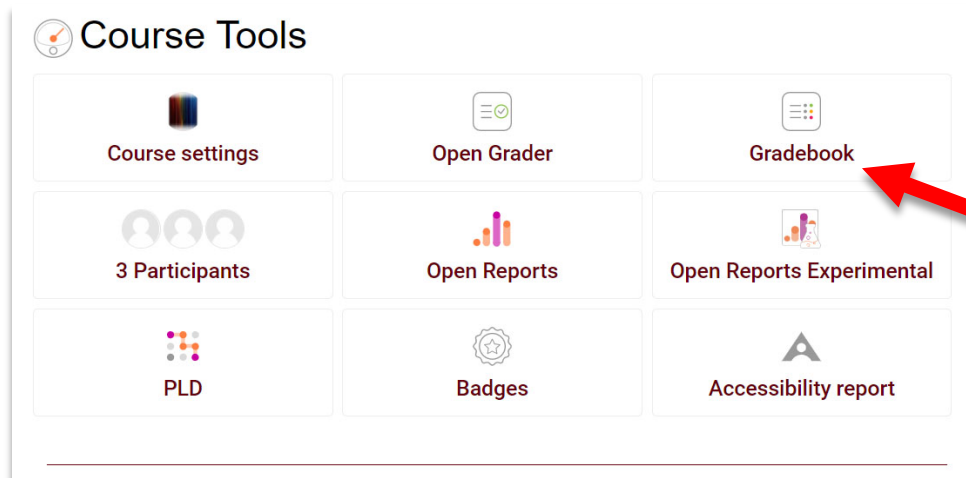 Course Tools
Course settings
Open Grader
Gradebook
3 Participants
Open Reports
Open Reports Experimental
PLD
Badges
Accessibility report